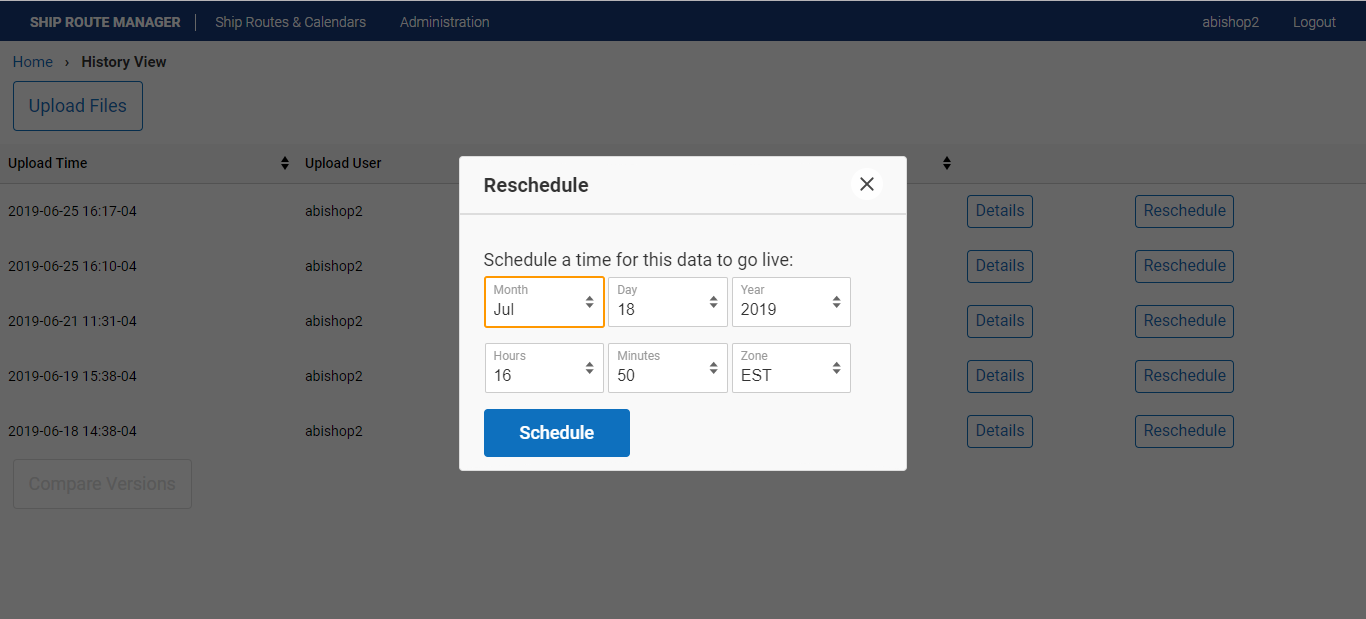 SHIP ROUTE MANAGER Ship Routes & Calendars Administration abishop2 Logout
Home › History View
Upload Files
Upload Time Upload User
2019-06-25 16:17-04 abishop2 Details Reschedule
2019-06-25 16:10-04 abishop2 Details Reschedule
2019-06-21 11:31-04 abishop2 Details Reschedule
2019-06-19 15:38-04 abishop2 Details Reschedule
2019-06-18 14:38-04 abishop2 Details Reschedule
Compare Versions
Reschedule
Schedule a time for this data to go live:
Month Day Year
Jul 18 2019
Hours Minutes Zone
16 50 EST
Schedule